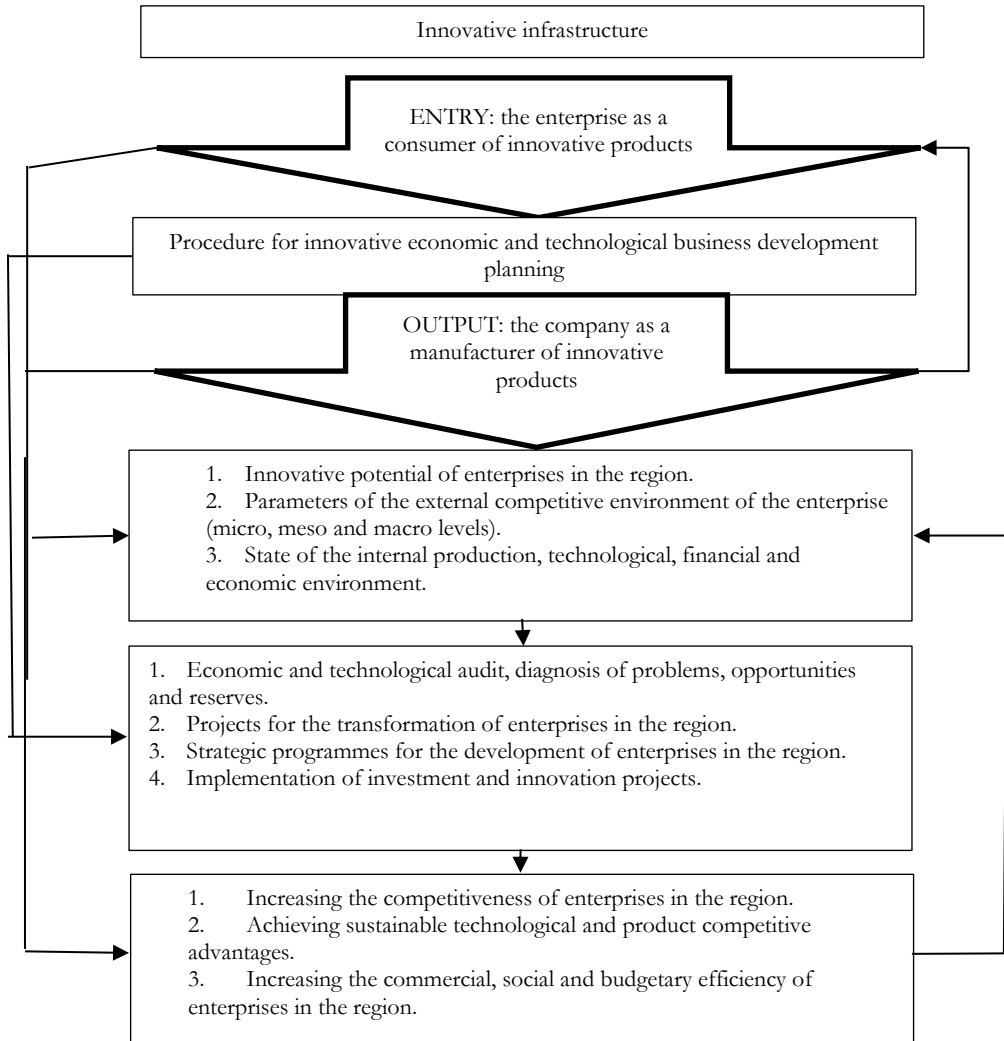 Innovative infrastructure
ENTRY: the enterprise as a
consumer of innovative products
Procedure for innovative economic and technological business development
planning
OUTPUT: the company as a
manufacturer of innovative
products
1. Innovative potential of enterprises in the region.
2. Parameters of the external competitive environment of the enterprise
(micro, meso and macro levels).
3. State of the internal production, technological, financial and
economic environment.
1. Economic and technological audit, diagnosis of problems, opportunities
and reserves.
2. Projects for the transformation of enterprises in the region.
3. Strategic programmes for the development of enterprises in the region.
4. Implementation of investment and innovation projects.
1. Increasing the competitiveness of enterprises in the region.
2. Achieving sustainable technological and product competitive
advantages.
3. Increasing the commercial, social and budgetary efficiency of
enterprises in the region.